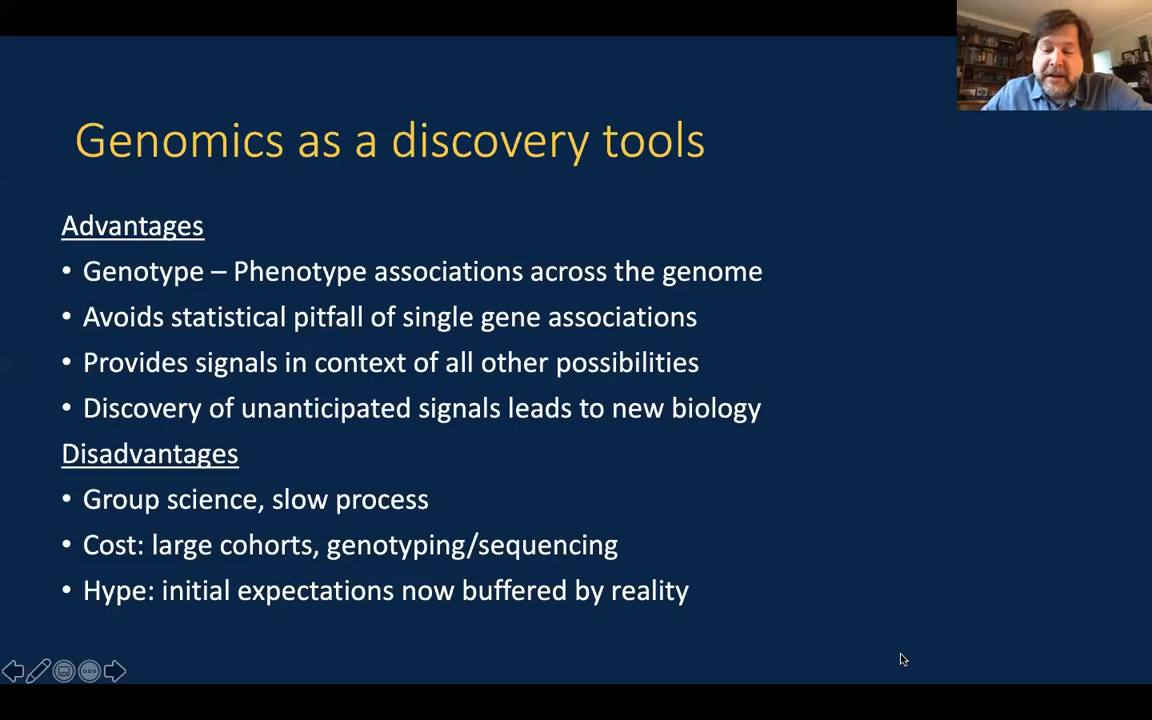 Genomics as a discovery tools
Advantages
• Genotype – Phenotype associations across the genome
• Avoids statistical pitfall of single gene associations
• Provides signals in context of all other possibilities
• Discovery of unanticipated signals leads to new biology
Disadvantages
• Group science, slow process
• Cost: large cohorts, genotyping/sequencing
• Hype: initial expectations now buffered by reality